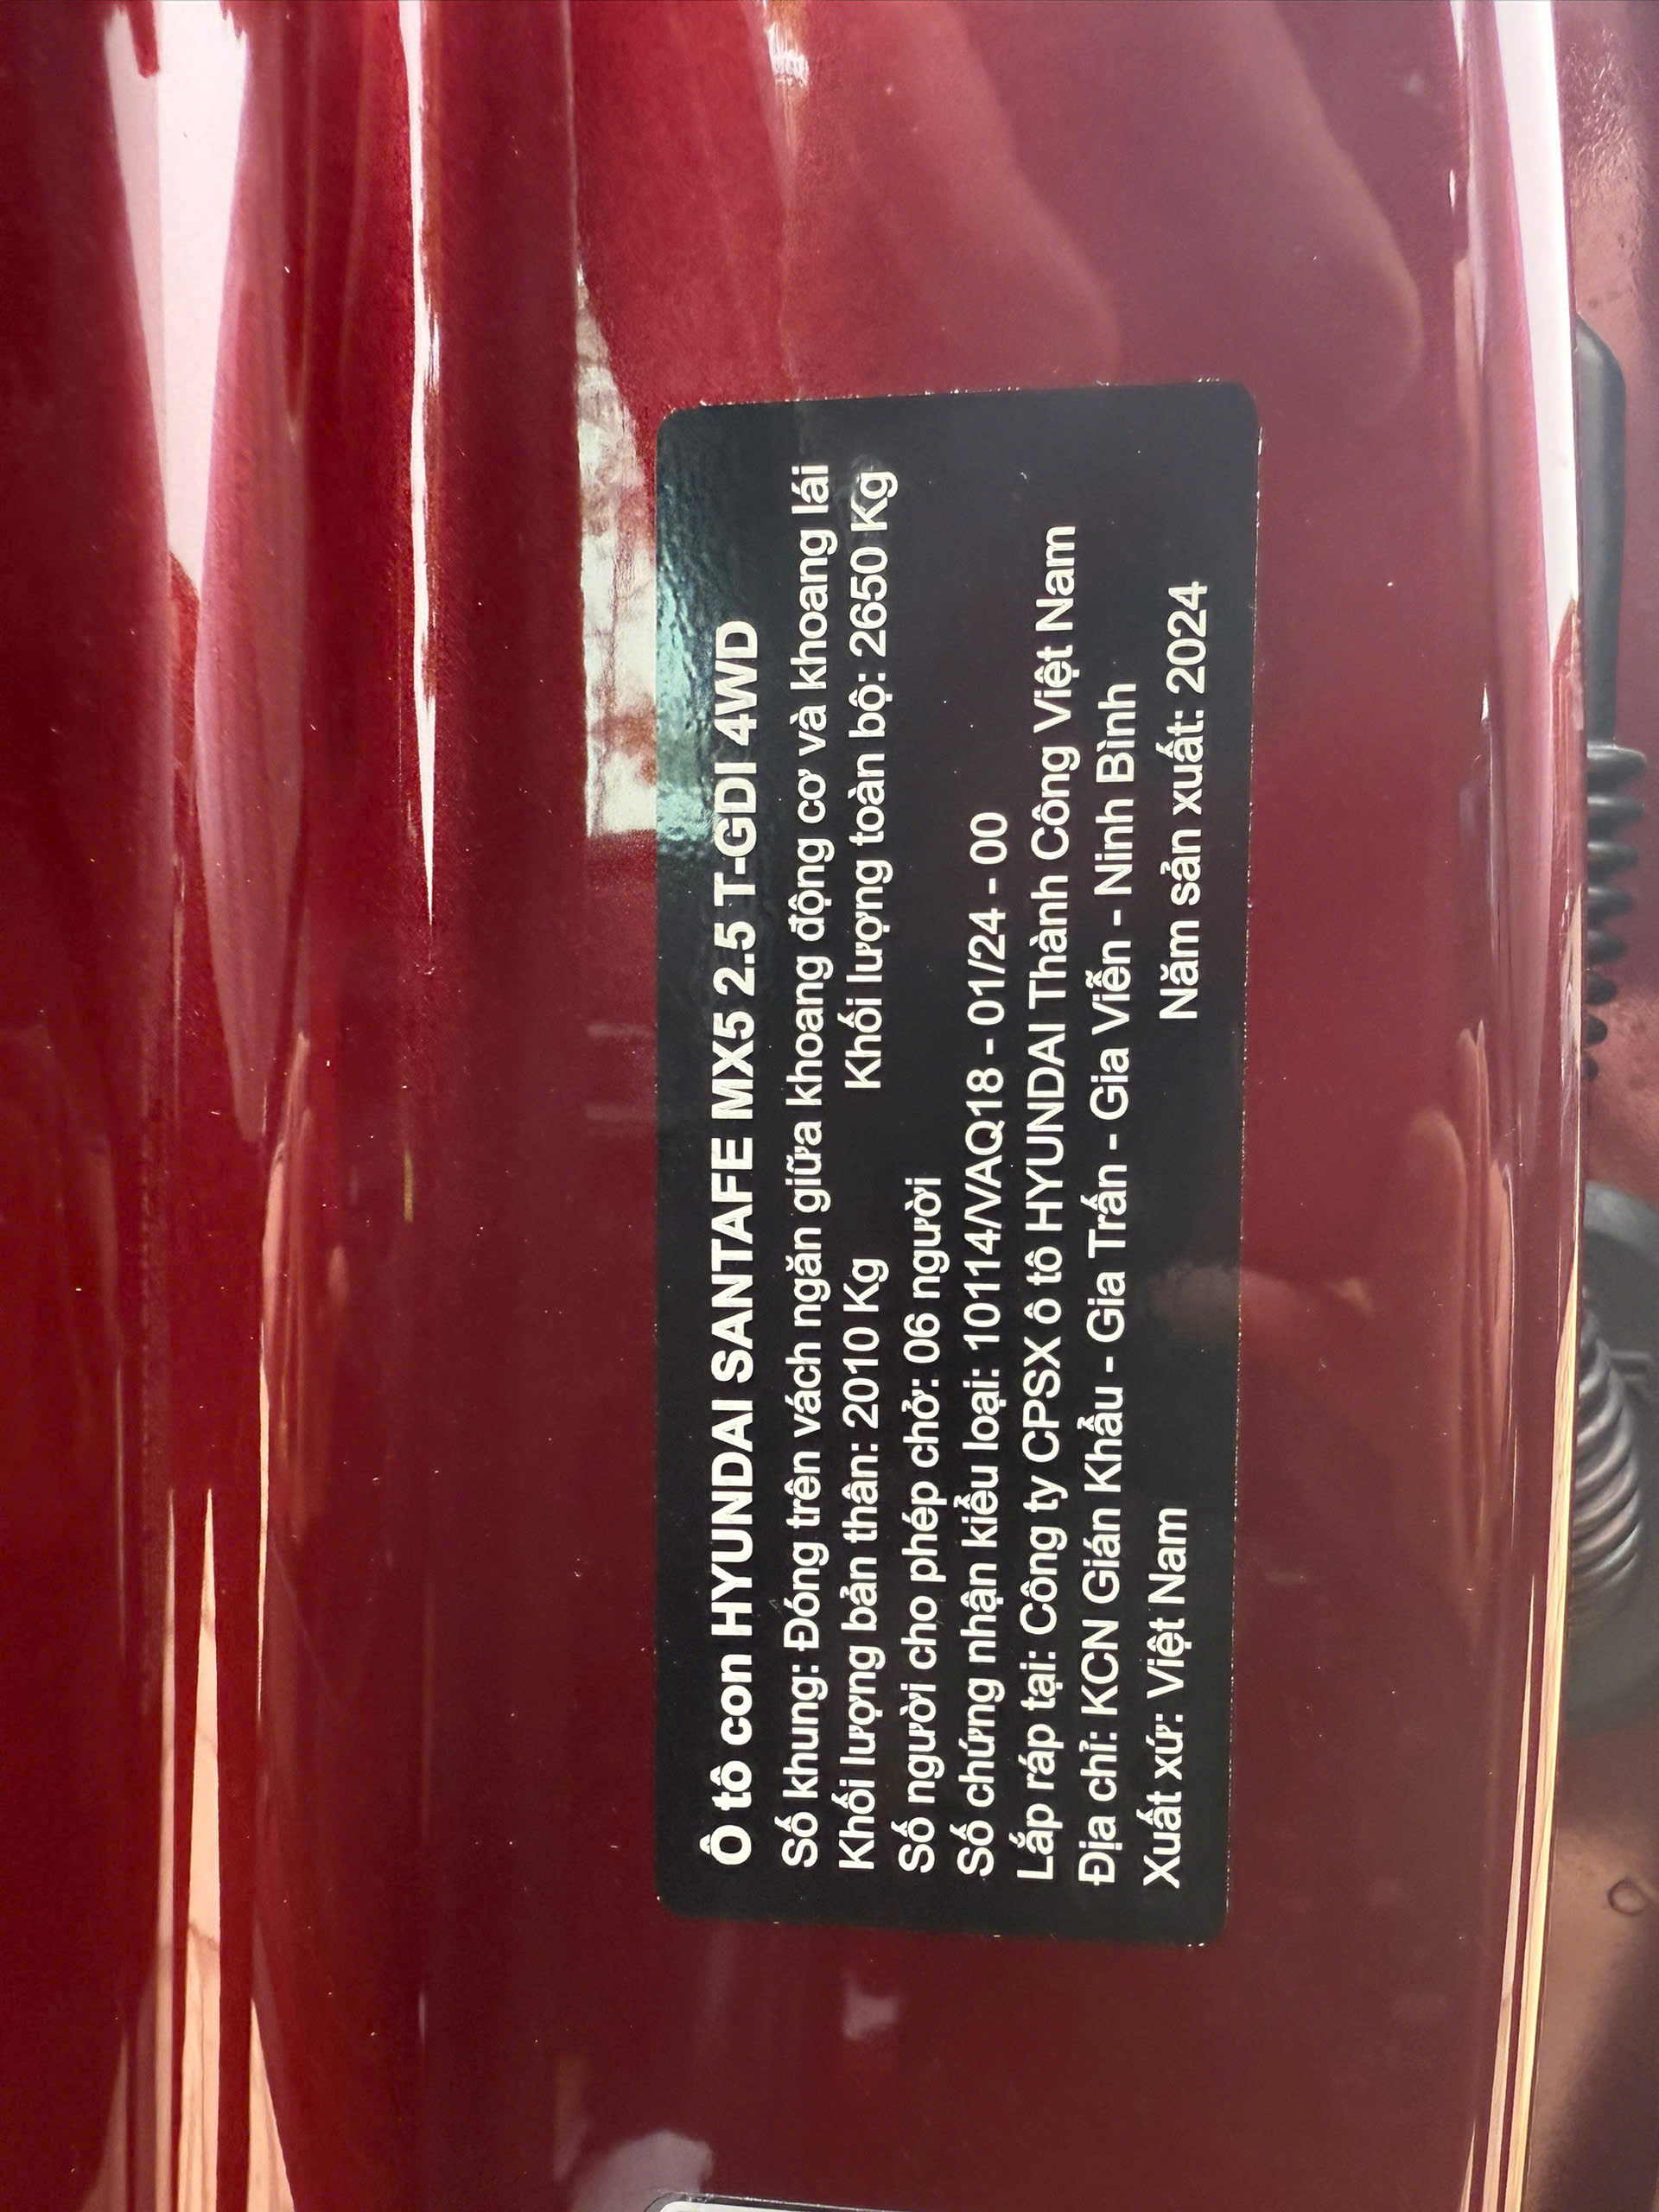 Ô tô con HYUNDAI SANTAFE MX5 2.5 T-GDI 4WD
Số khung: Đóng trên vách ngăn giữa khoang động cơ và khoang lái
Khối lượng bản thân: 2010 Kg Khối lượng toàn bộ: 2650 Kg
Số người cho phép chở: 06 người
Số chứng nhận kiểu loại: 10114/VAQ18 - 01/24 - 00
Lắp ráp tại: Công ty CPSX ô tô HYUNDAI Thành Công Việt Nam
Địa chỉ: KCN Gián Khẩu - Gia Trấn - Gia Viễn - Ninh Bình
Xuất xứ: Việt Nam Năm sản xuất: 2024